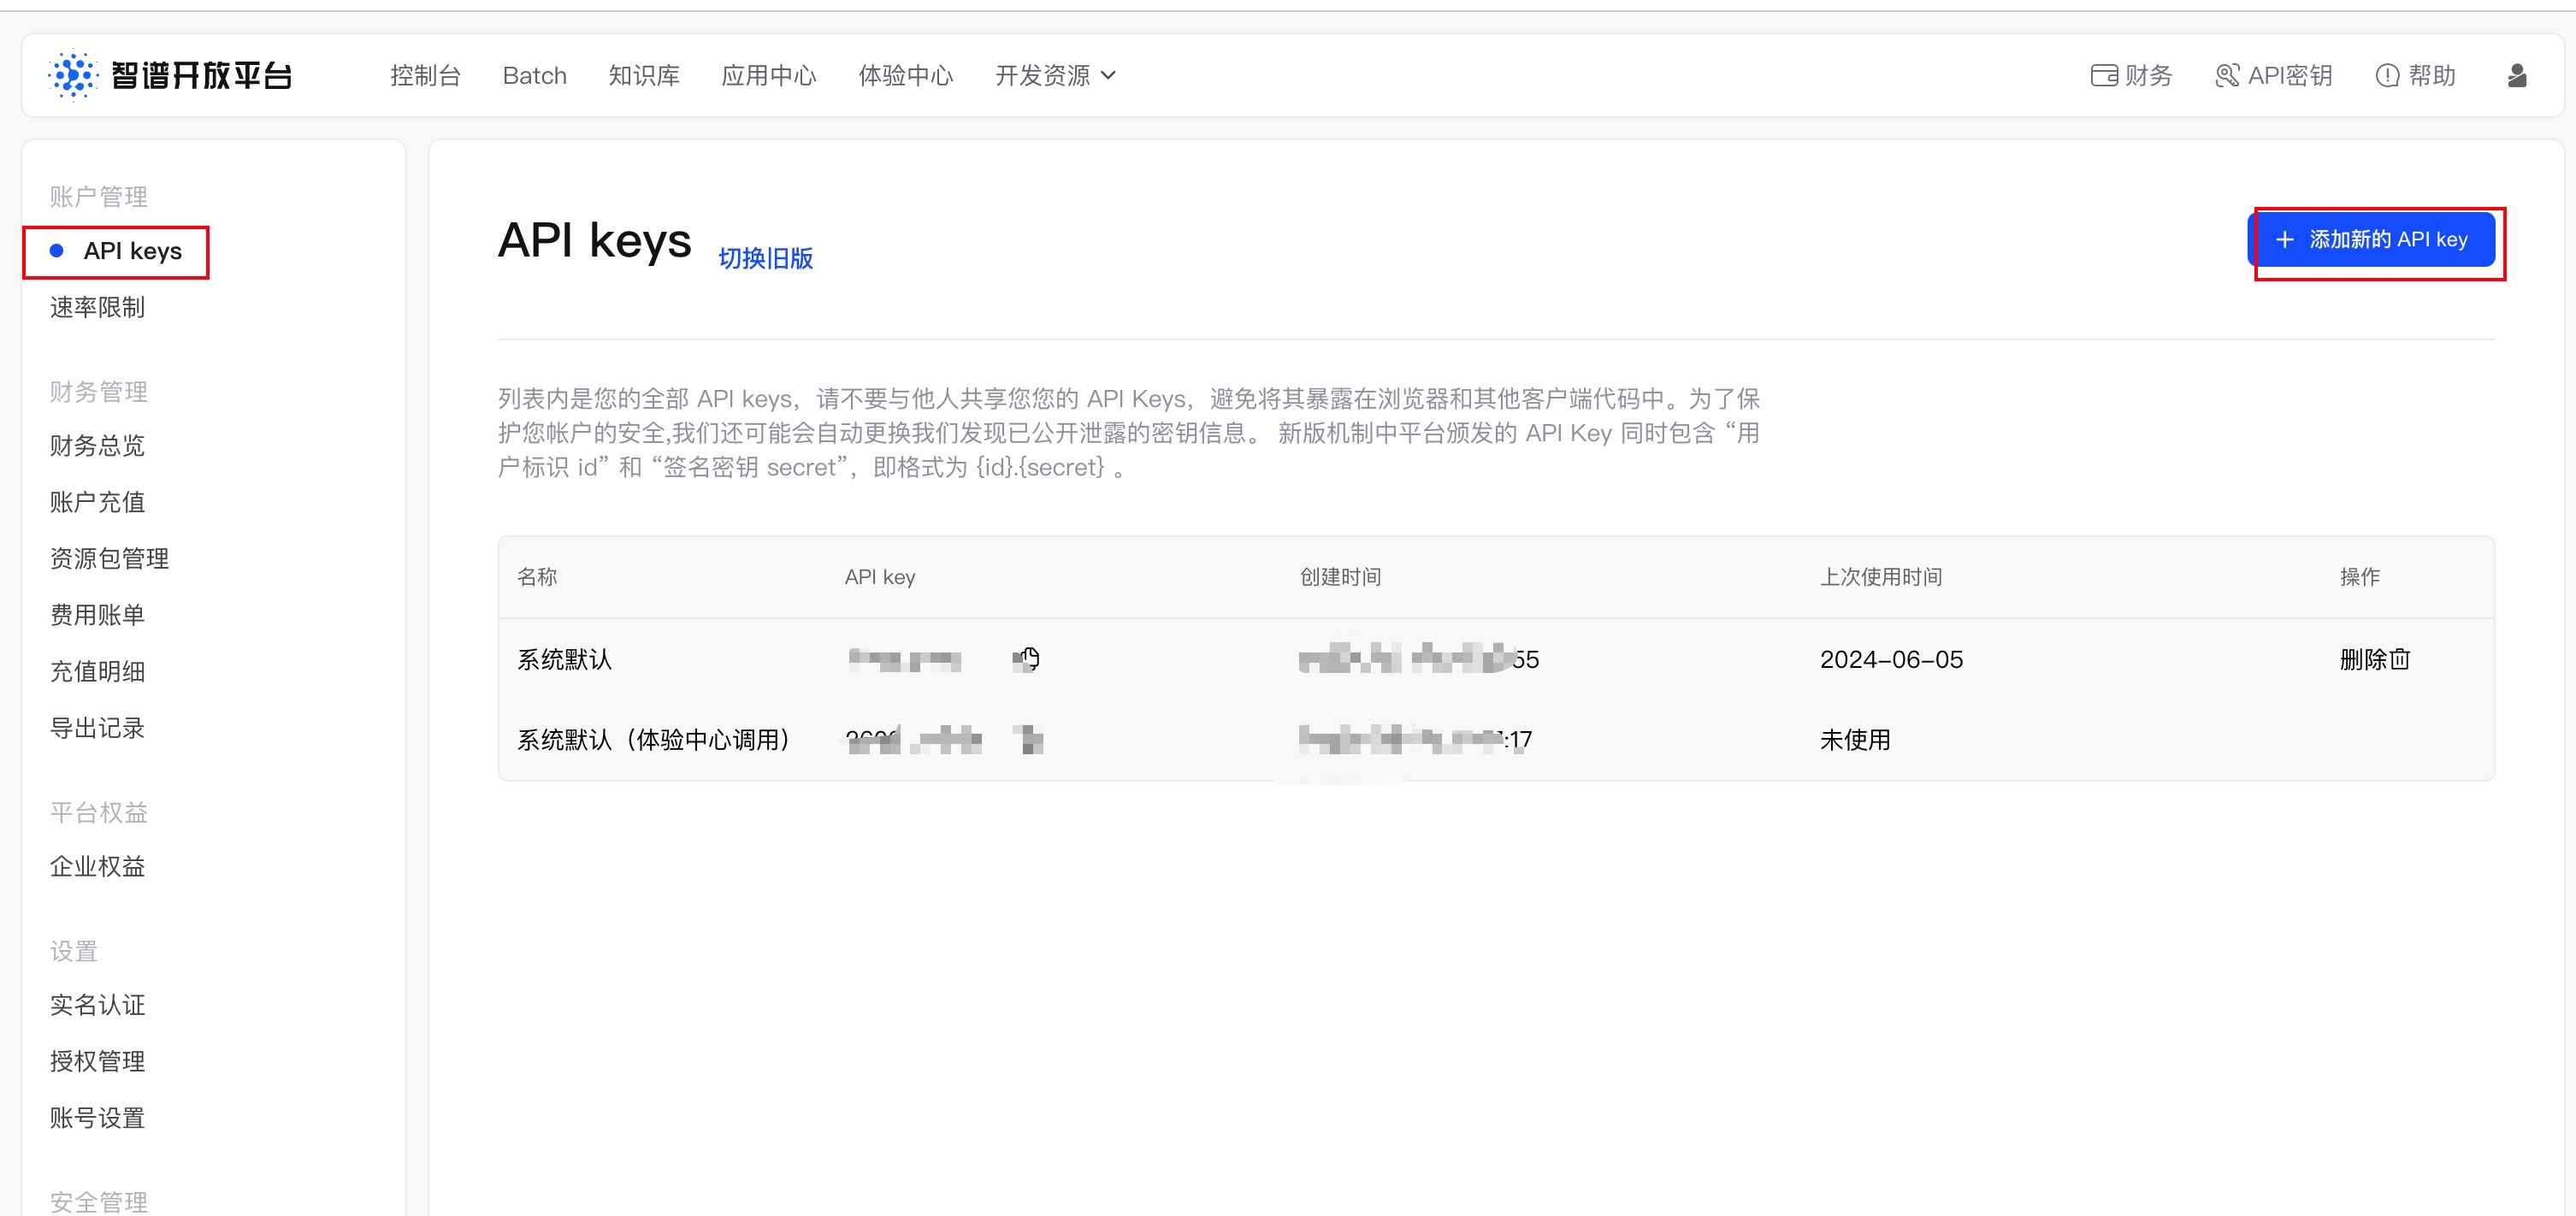 智谱开放平台
控制台 Batch 知识库 应用中心 体验中心 开发资源
财务 API密钥 帮助
账户管理
API keys
速率限制
财务管理
财务总览
账户充值
资源包管理
费用账单
充值明细
导出记录
平台权益
企业权益
设置
实名认证
授权管理
账号设置
安全管理
API keys 切换旧版
+ 添加新的 API key
列表内是您的全部 API keys，请不要与他人共享您您的 API Keys，避免将其暴露在浏览器和其他客户端代码中。为了保
护您帐户的安全,我们还可能会自动更换我们发现已公开泄露的密钥信息。 新版机制中平台颁发的 API Key 同时包含 “用
户标识 id” 和 “签名密钥 secret”，即格式为 {id}.{secret} 。
名称 API key 创建时间 上次使用时间 操作
系统默认 55 2024-06-05 删除
系统默认（体验中心调用） :17 未使用